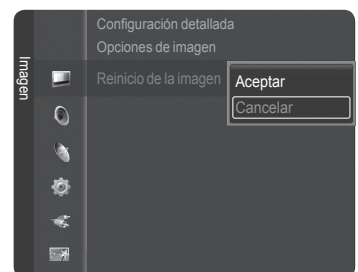 Imagen
Configuración detallada
Opciones de imagen
Reinicio de la imagen
Aceptar
Cancelar